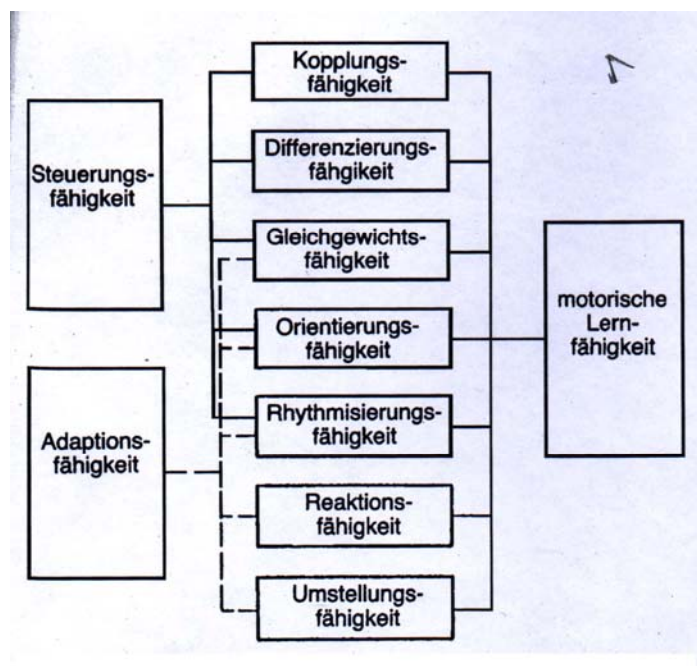 Steuerungs-
fähigkeit
Adaptions-
fähigkeit
Kopplungs-
fähigkeit
Differenzierungs-
fähgikeit
Gleichgewichts-
fähigkeit
Orientierungs-
fähigkeit
Rhythmisierungs-
fähigkeit
Reaktions-
fähigkeit
Umstellungs-
fähigkeit
motorische
Lern-
fähigkeit